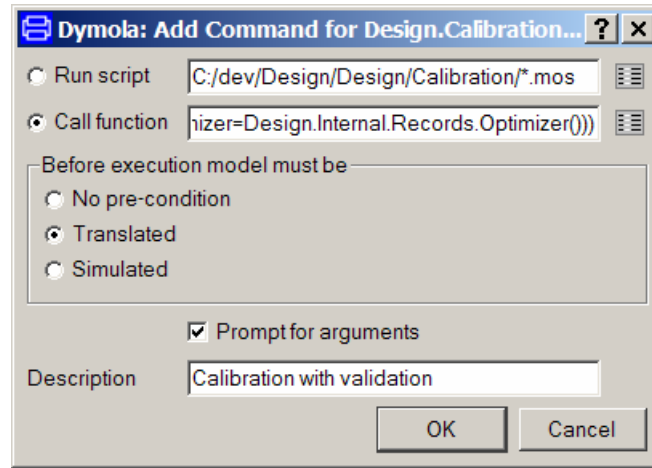 Dymola: Add Command for Design.Calibration... ? ×
Run script C:/dev/Design/Design/Calibration/*.mos
Call function nizer=Design.Internal.Records.Optimizer()))
Before execution model must be
No pre-condition
Translated
Simulated
Prompt for arguments
Description Calibration with validation
OK Cancel